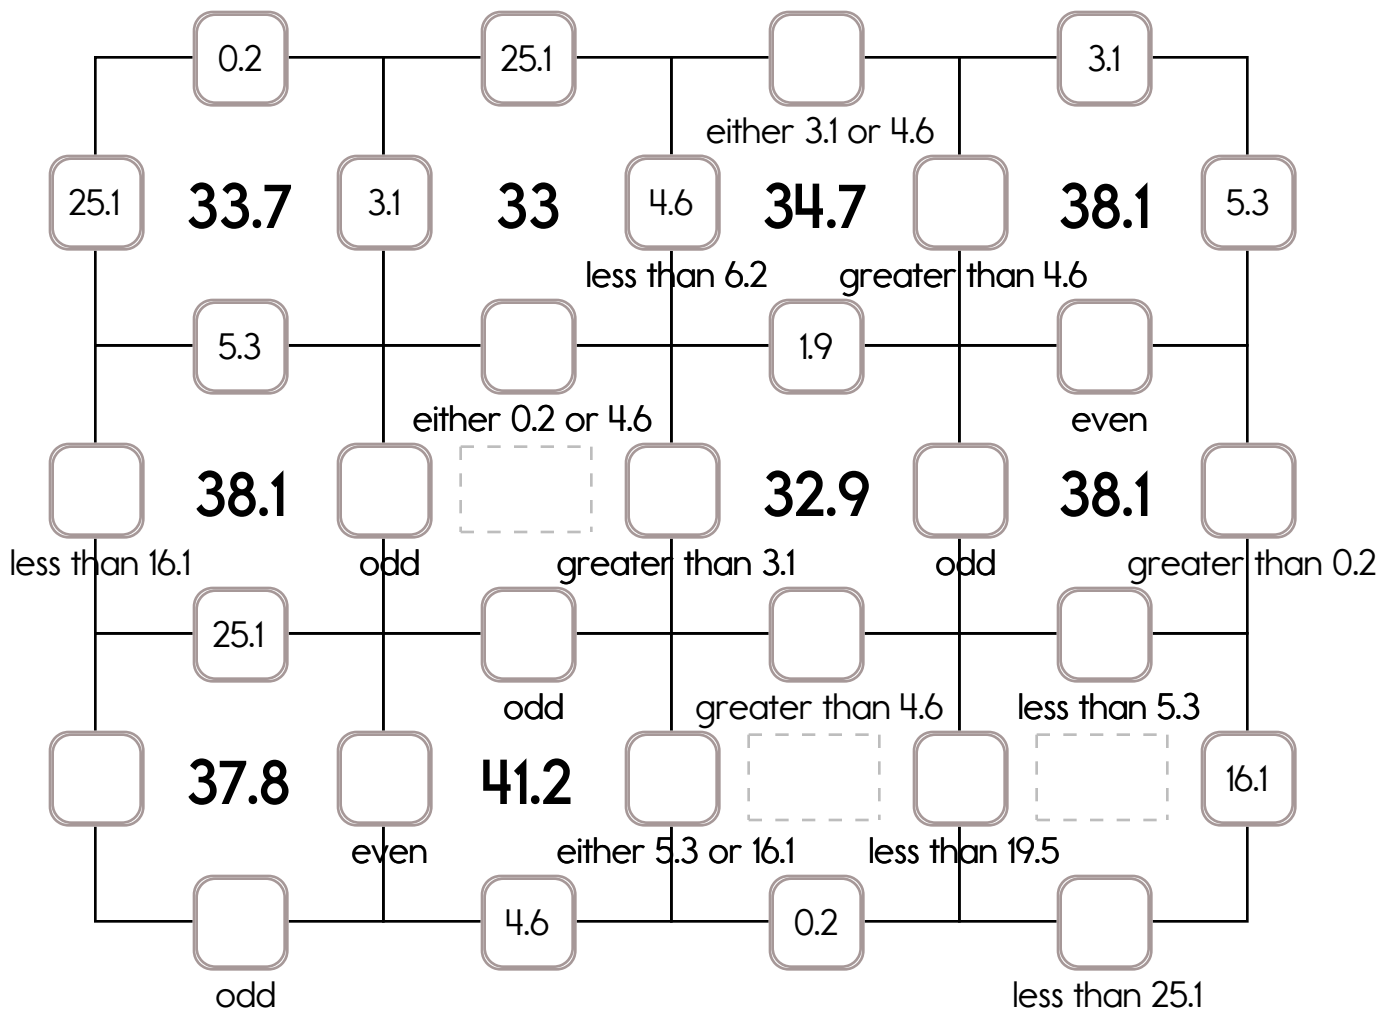 0.2 25.1 3.1
either 3.1 or 4.6
25.1 33.7 3.1 33 4.6 34.7 38.1 5.3
less than 6.2 greater than 4.6
5.3 1.9
either 0.2 or 4.6 even
38.1 32.9 38.1
less than 16.1 odd greater than 3.1 odd greater than 0.2
25.1
odd greater than 4.6 less than 5.3
37.8 41.2 16.1
even either 5.3 or 16.1 less than 19.5
4.6 0.2
odd less than 25.1